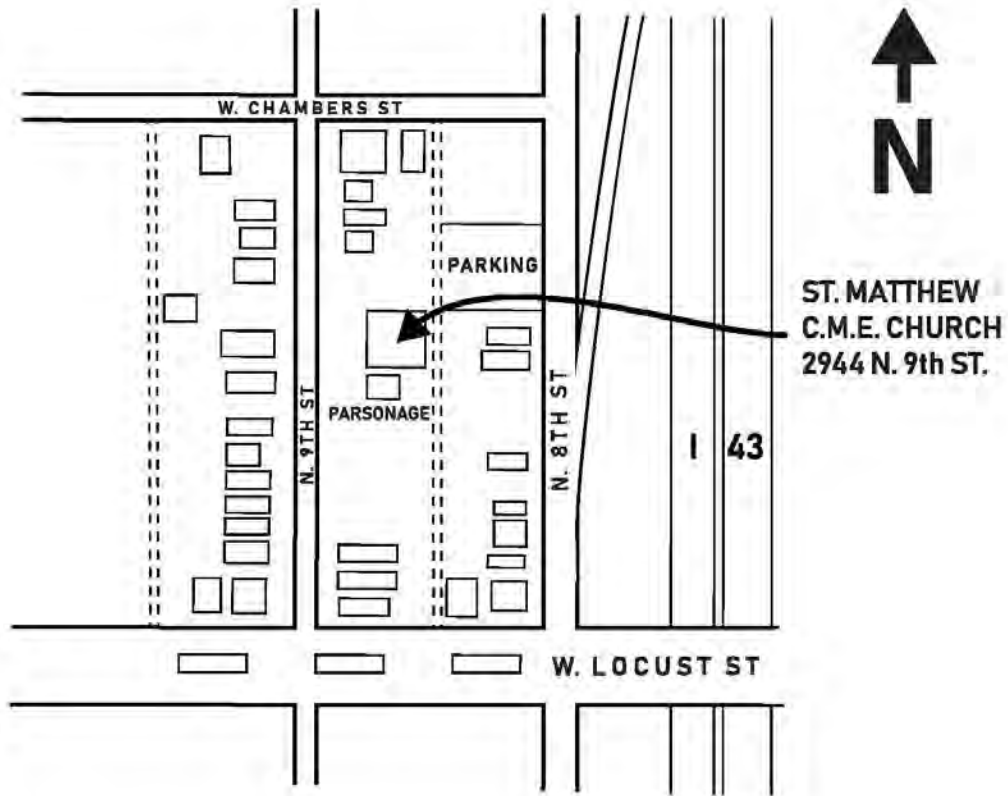 W. CHAMBERS ST
N
PARKING
ST. MATTHEW
C.M.E. CHURCH
2944 N. 9th ST.
N. 9TH ST
PARSONAGE
N. 8TH ST
I 43
W. LOCUST ST